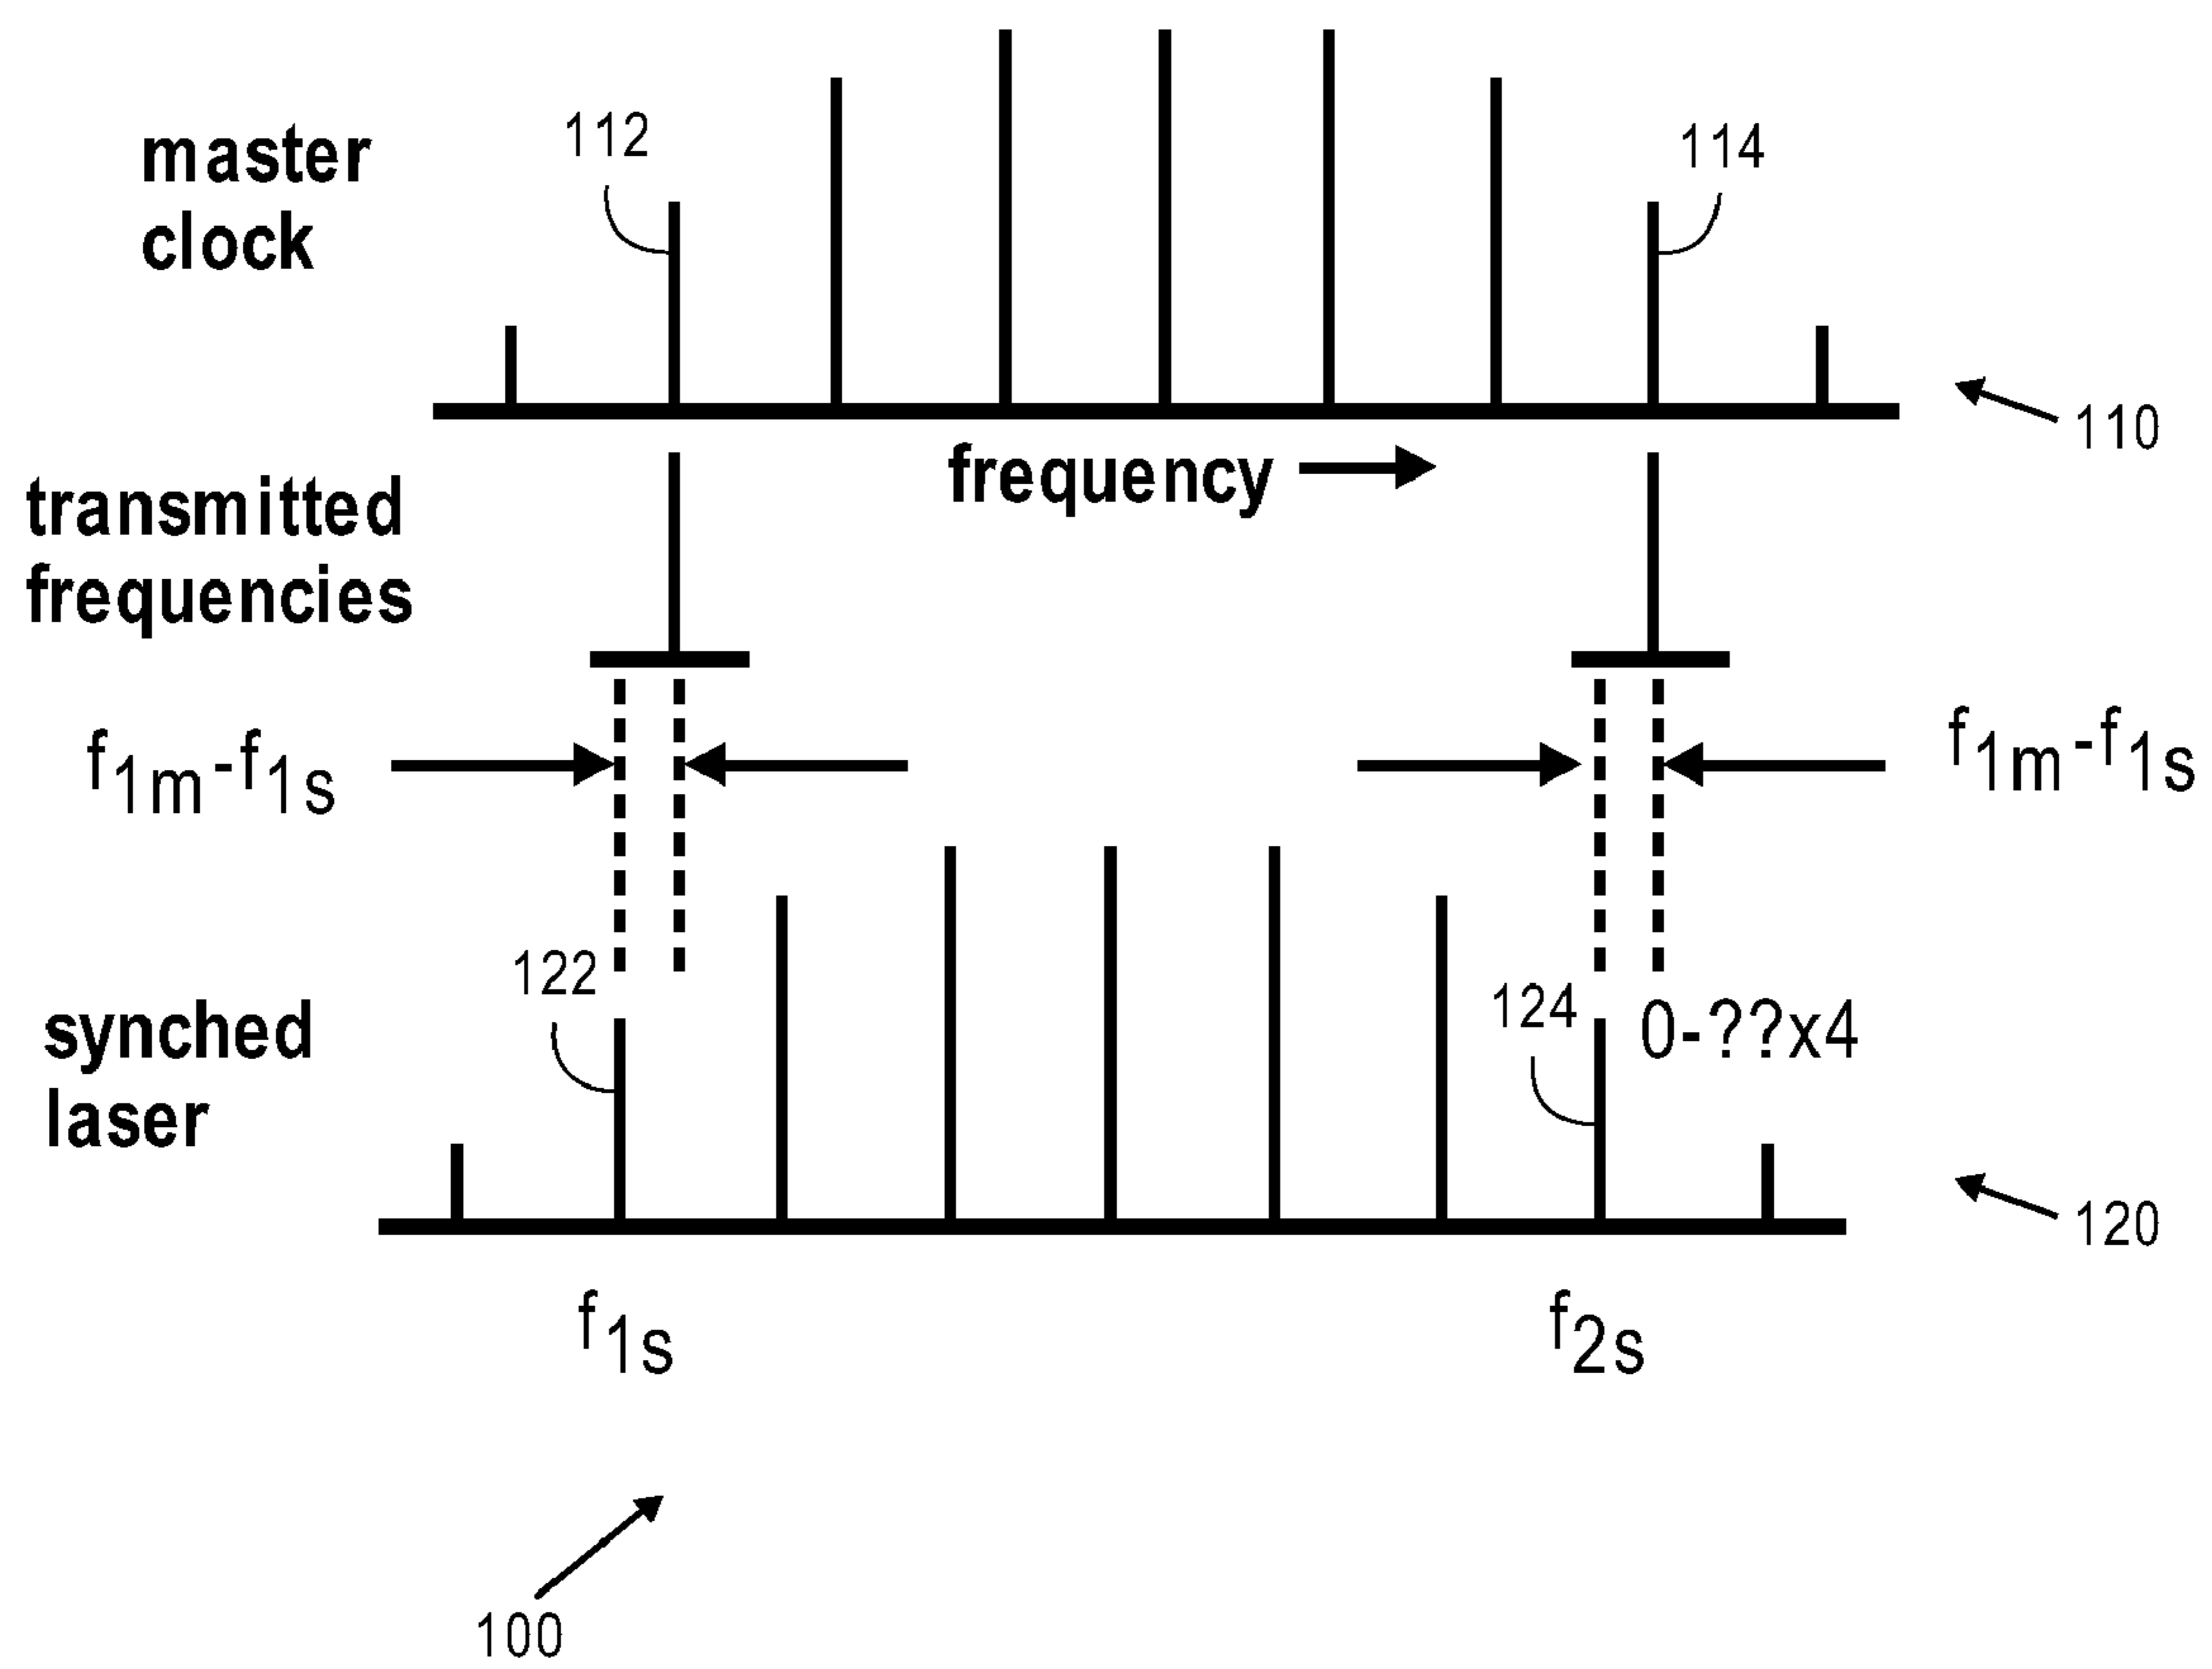 112
114
master
clock
110
frequency
transmitted
frequencies
f1m-f1s
f1m-f1s
122
124
0-??x4
synched
laser
120
f1s
f2s
100